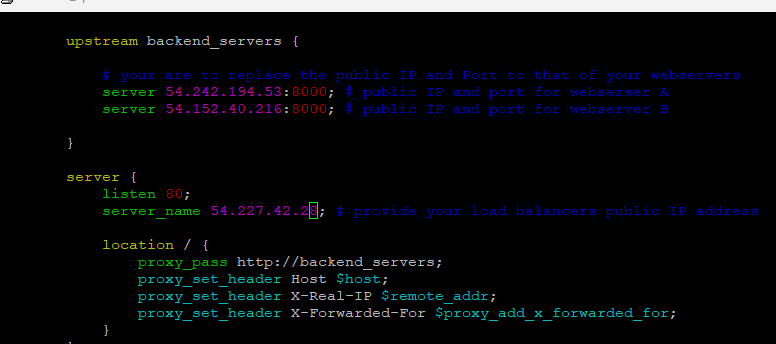 upstream backend_servers {
# your are to replace the public IP and Port to that of your webservers
server 54.242.194.53:8000; # public IP and port for webserser A
server 54.152.40.216:8000; # public IP and port for webserver B
}
server {
listen 80;
server_name 54.227.42.28; # provide your load balancers public IP address
location / {
proxy_pass http://backend_servers;
proxy_set_header Host $host;
proxy_set_header X-Real-IP $remote_addr;
proxy_set_header X-Forwarded-For $proxy_add_x_forwarded_for;
}